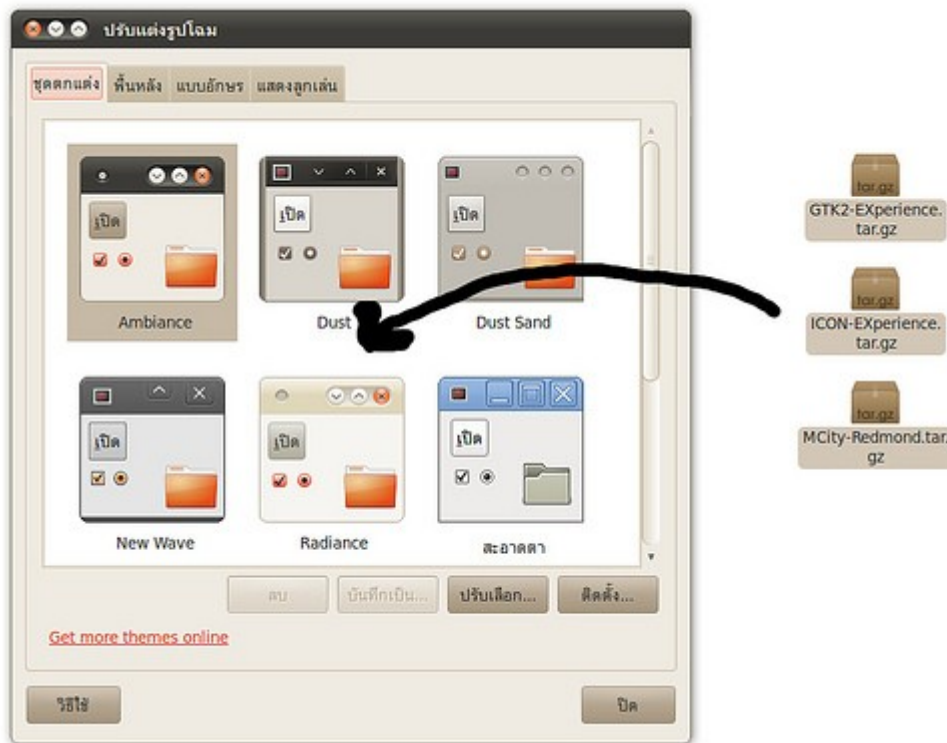 ปรับแต่งรูปโฉม
ชุดตกแต่ง พื้นหลัง แบบอักษร แสดงลูกเล่น
เปิด
เปิด
เปิด
Ambiance
Dust
Dust Sand
เปิด
เปิด
เปิด
New Wave
Radiance
สะอาดตา
ลบ
บันทึกเป็น...
ปรับเลือก...
ติดตั้ง...
Get more themes online
วิธีใช้
ปิด
tar.gz
GTK2-EXperience.
tar.gz
tar.gz
ICON-EXperience.
tar.gz
tar.gz
MCity-Redmond.tar.
gz